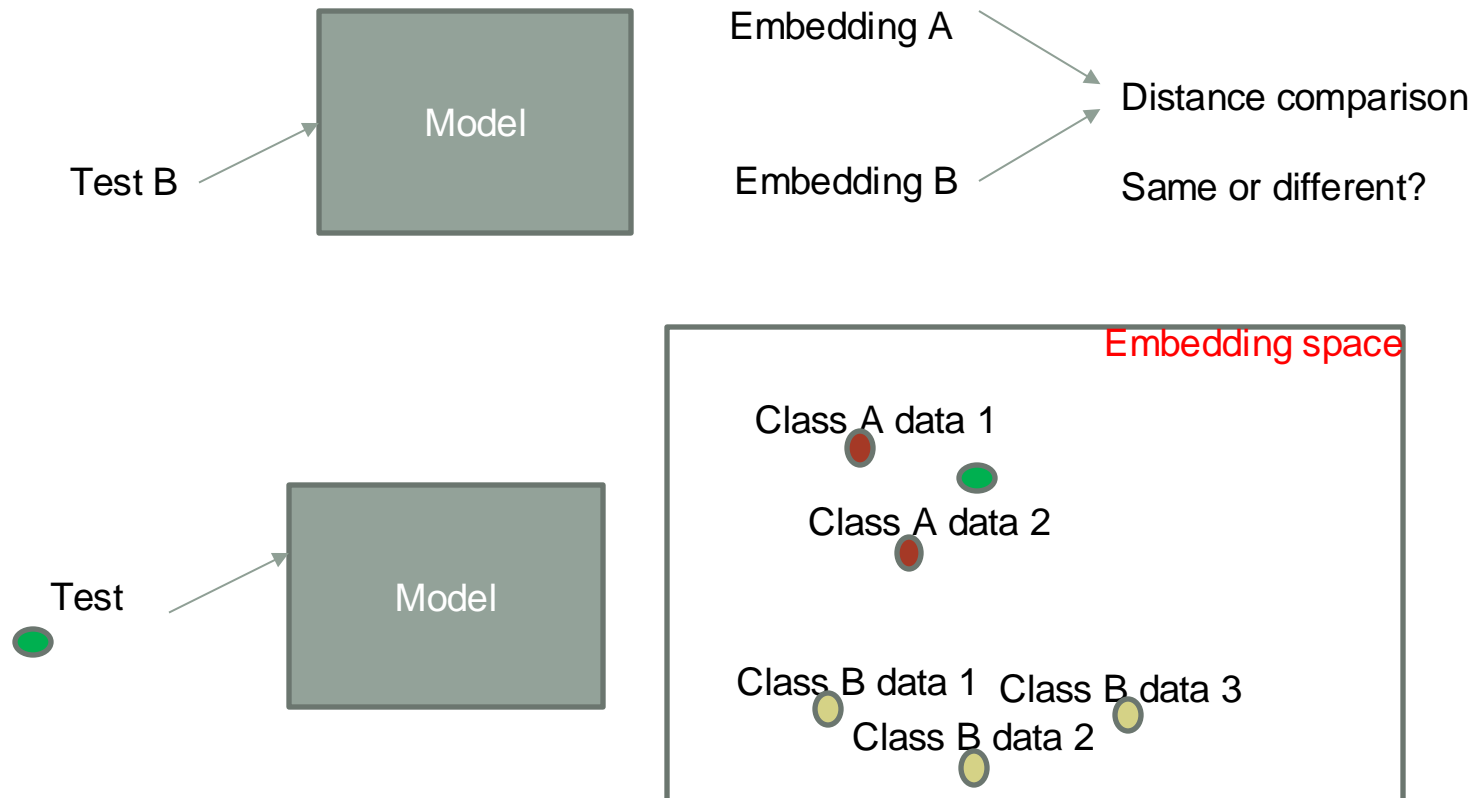 Embedding A
Model
Distance comparison
Test B
Embedding B
Same or different?
Embedding space
Class A data 1
Class A data 2
Test
Model
Class B data 1
Class B data 3
Class B data 2